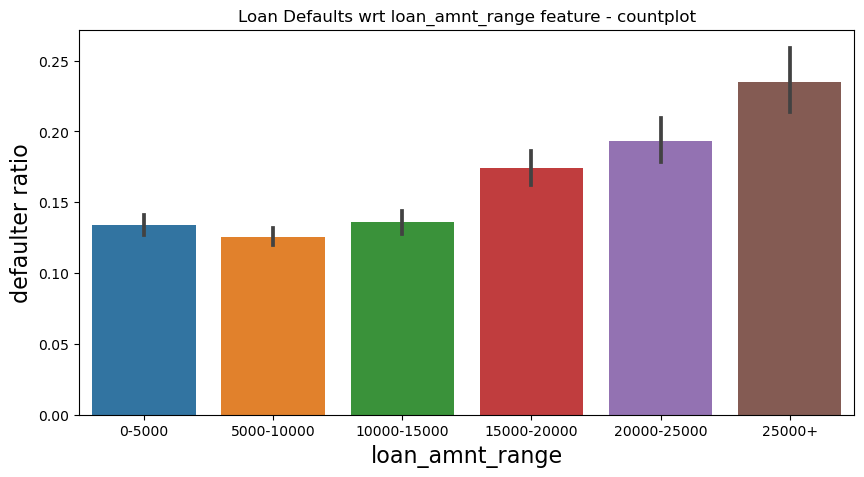 Loan Defaults wrt loan_amnt_range feature - countplot
defaulter ratio
0.25
0.20
0.15
0.10
0.05
0.00
0-5000 5000-10000 10000-15000 15000-20000 20000-25000 25000+
loan_amnt_range